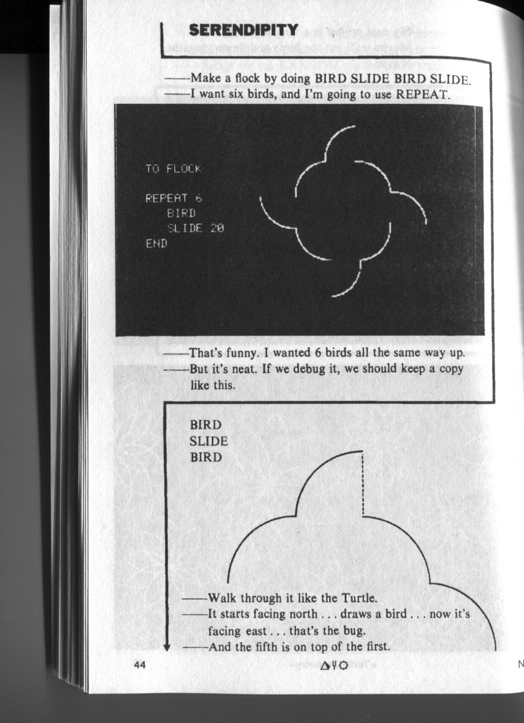 SERENDIPITY
——Make a flock by doing BIRD SLIDE BIRD SLIDE.
——I want six birds, and I'm going to use REPEAT.
TO FLOCK
REPEAT 6
BIRD
SLIDE 20
END
——That's funny. I wanted 6 birds all the same way up.
——But it's neat. If we debug it, we should keep a copy
like this.
BIRD
SLIDE
BIRD
——Walk through it like the Turtle.
——It starts facing north . . . draws a bird . . . now it's
facing east . . . that's the bug.
——And the fifth is on top of the first.
44
N